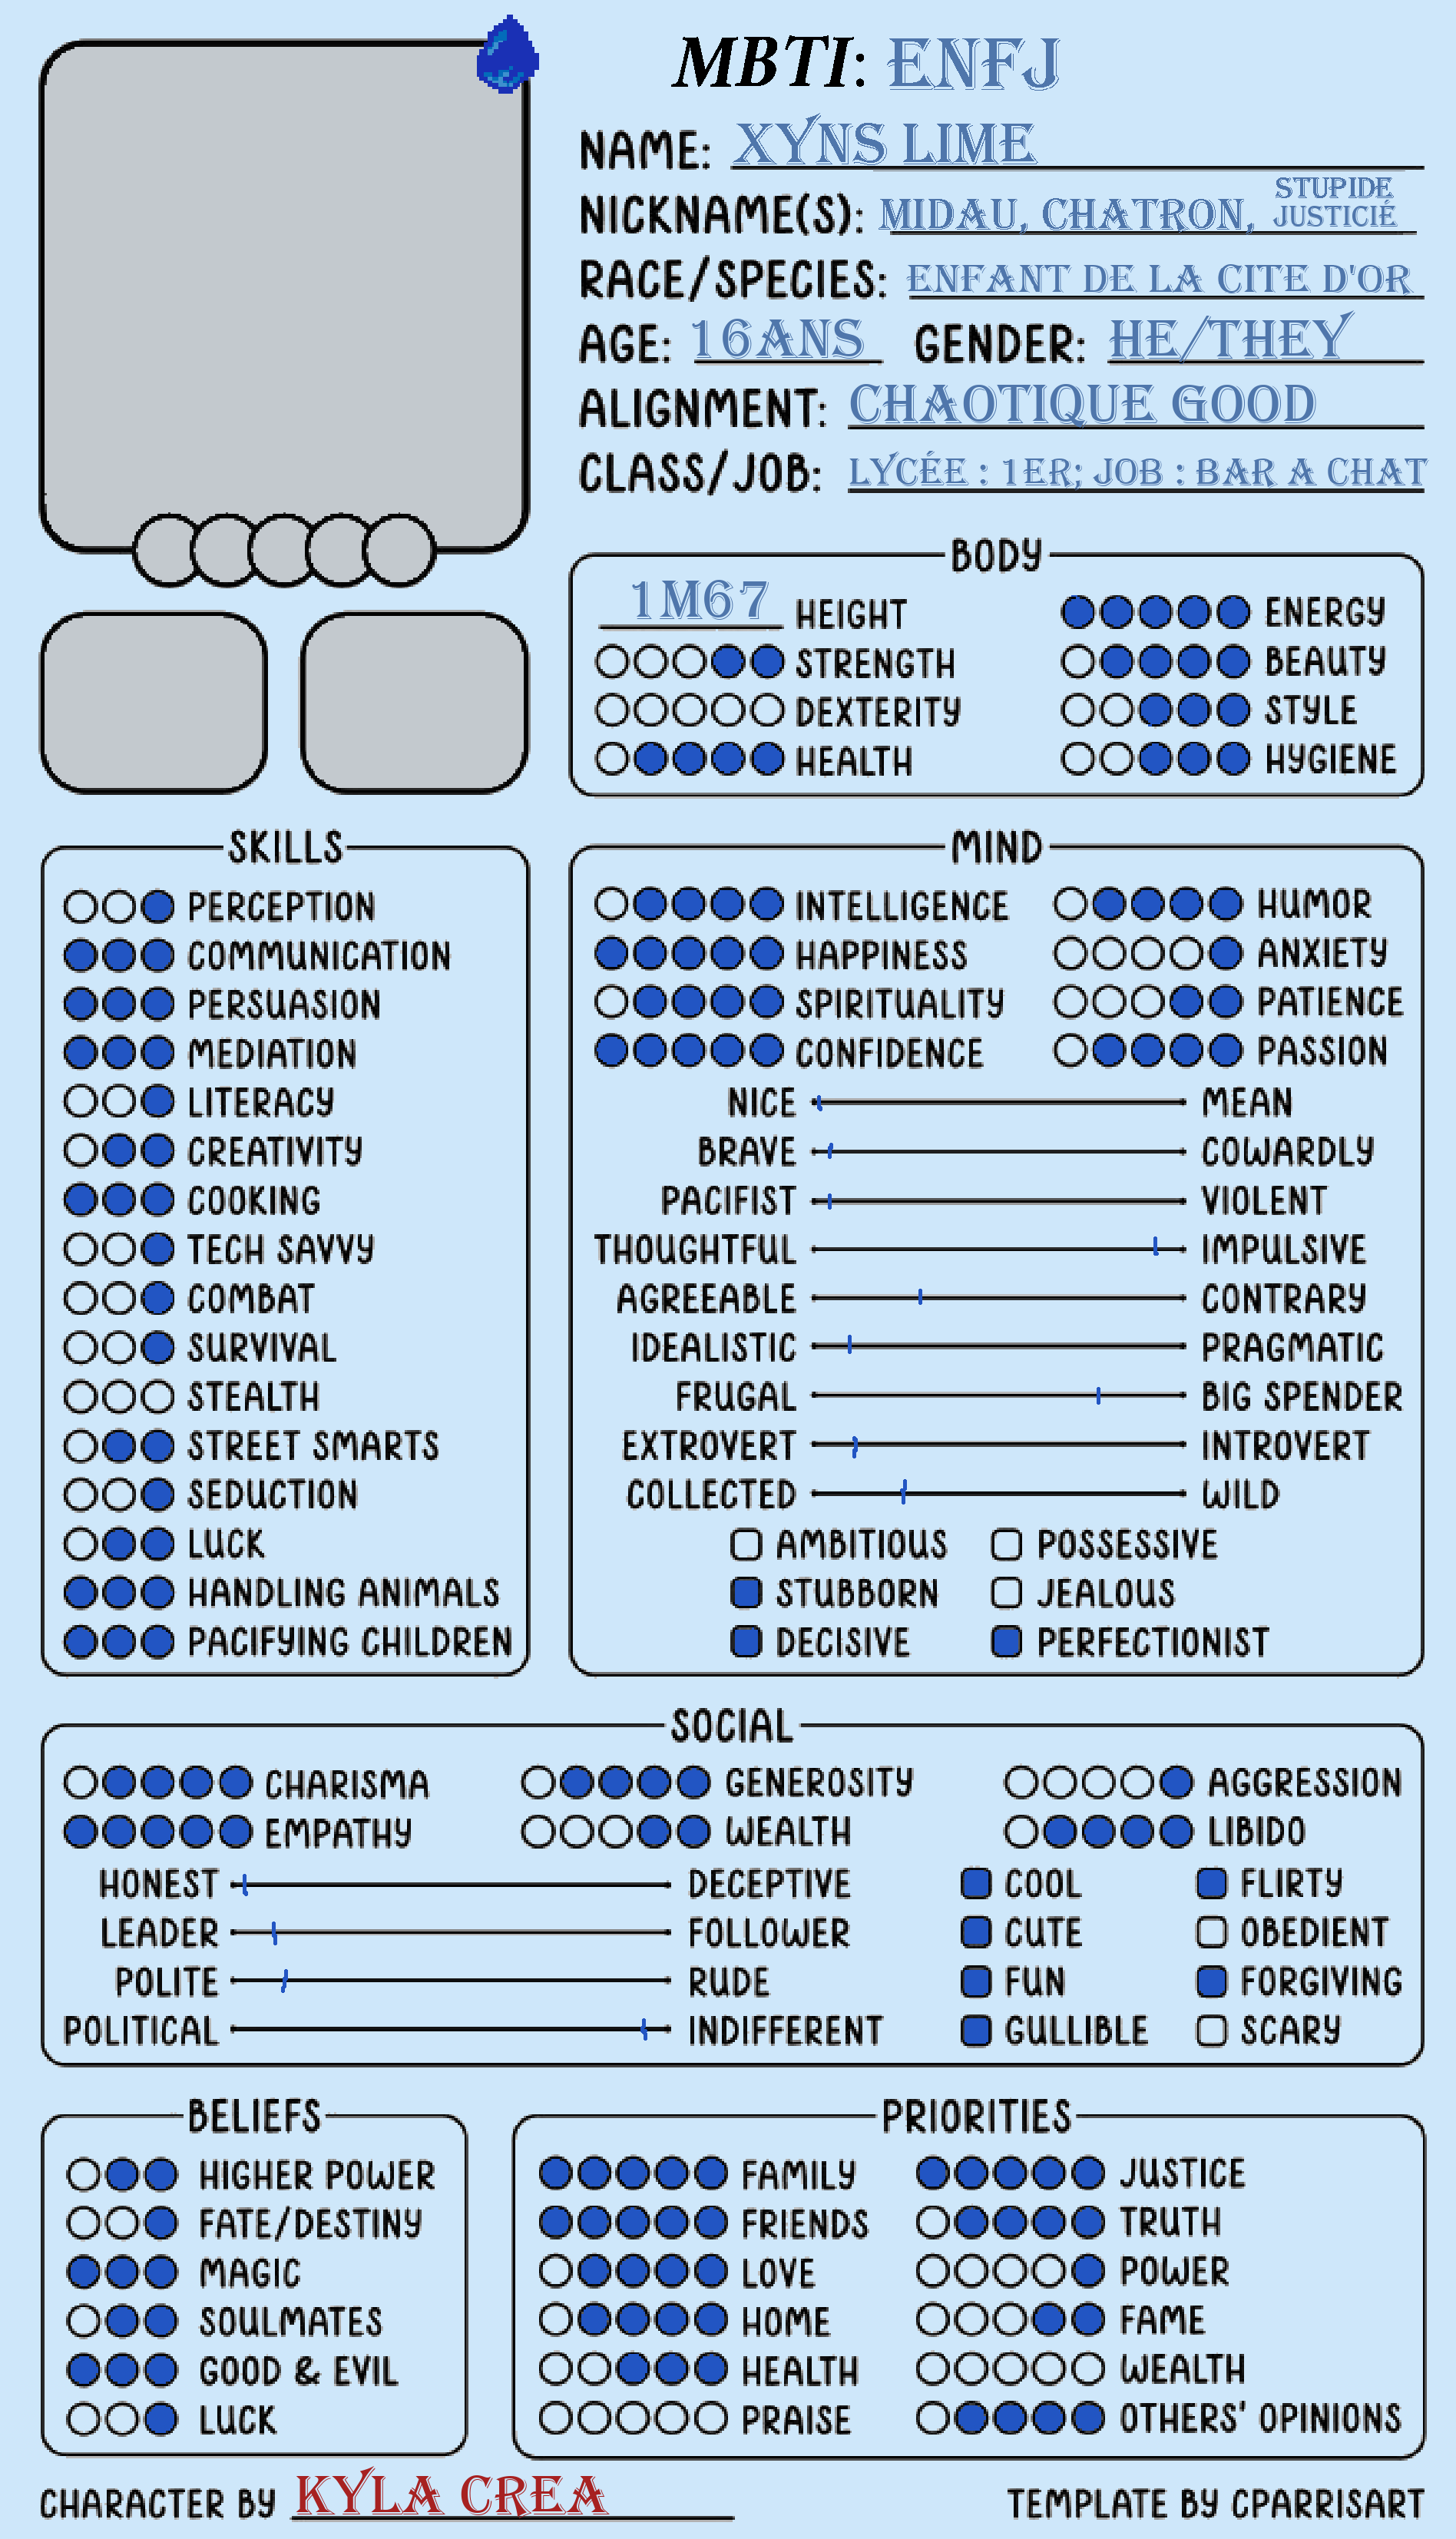 MBTI: ENFJ
NAME: XYNS LIME
NICKNAME(S): MIDAU, CHATRON, STUPIDE JUSTICIÉ
RACE/SPECIES: ENFANT DE LA CITE D'OR
AGE: 16ANS GENDER: HE/THEY
ALIGNMENT: CHAOTIQUE GOOD
CLASS/JOB: LYCÉE : 1ER; JOB : BAR A CHAT
BODY
1M67 HEIGHT ENERGY
STRENGTH BEAUTY
DEXTERITY STYLE
HEALTH HYGIENE
SKILLS
PERCEPTION
COMMUNICATION
PERSUASION
MEDIATION
LITERACY
CREATIVITY
COOKING
TECH SAVVY
COMBAT
SURVIVAL
STEALTH
STREET SMARTS
SEDUCTION
LUCK
HANDLING ANIMALS
PACIFYING CHILDREN
MIND
INTELLIGENCE HUMOR
HAPPINESS ANXIETY
SPIRITUALITY PATIENCE
CONFIDENCE PASSION
NICE MEAN
BRAVE COWARDLY
PACIFIST VIOLENT
THOUGHTFUL IMPULSIVE
AGREEABLE CONTRARY
IDEALISTIC PRAGMATIC
FRUGAL BIG SPENDER
EXTROVERT INTROVERT
COLLECTED WILD
AMBITIOUS POSSESSIVE
STUBBORN JEALOUS
DECISIVE PERFECTIONIST
SOCIAL
CHARISMA GENEROSITY AGGRESSION
EMPATHY WEALTH LIBIDO
HONEST DECEPTIVE COOL FLIRTY
LEADER FOLLOWER CUTE OBEDIENT
POLITE RUDE FUN FORGIVING
POLITICAL INDIFFERENT GULLIBLE SCARY
BELIEFS
HIGHER POWER
FATE/DESTINY
MAGIC
SOULMATES
GOOD & EVIL
LUCK
PRIORITIES
FAMILY JUSTICE
FRIENDS TRUTH
LOVE POWER
HOME FAME
HEALTH WEALTH
PRAISE OTHERS' OPINIONS
CHARACTER BY KYLA CREA
TEMPLATE BY CPARRISART